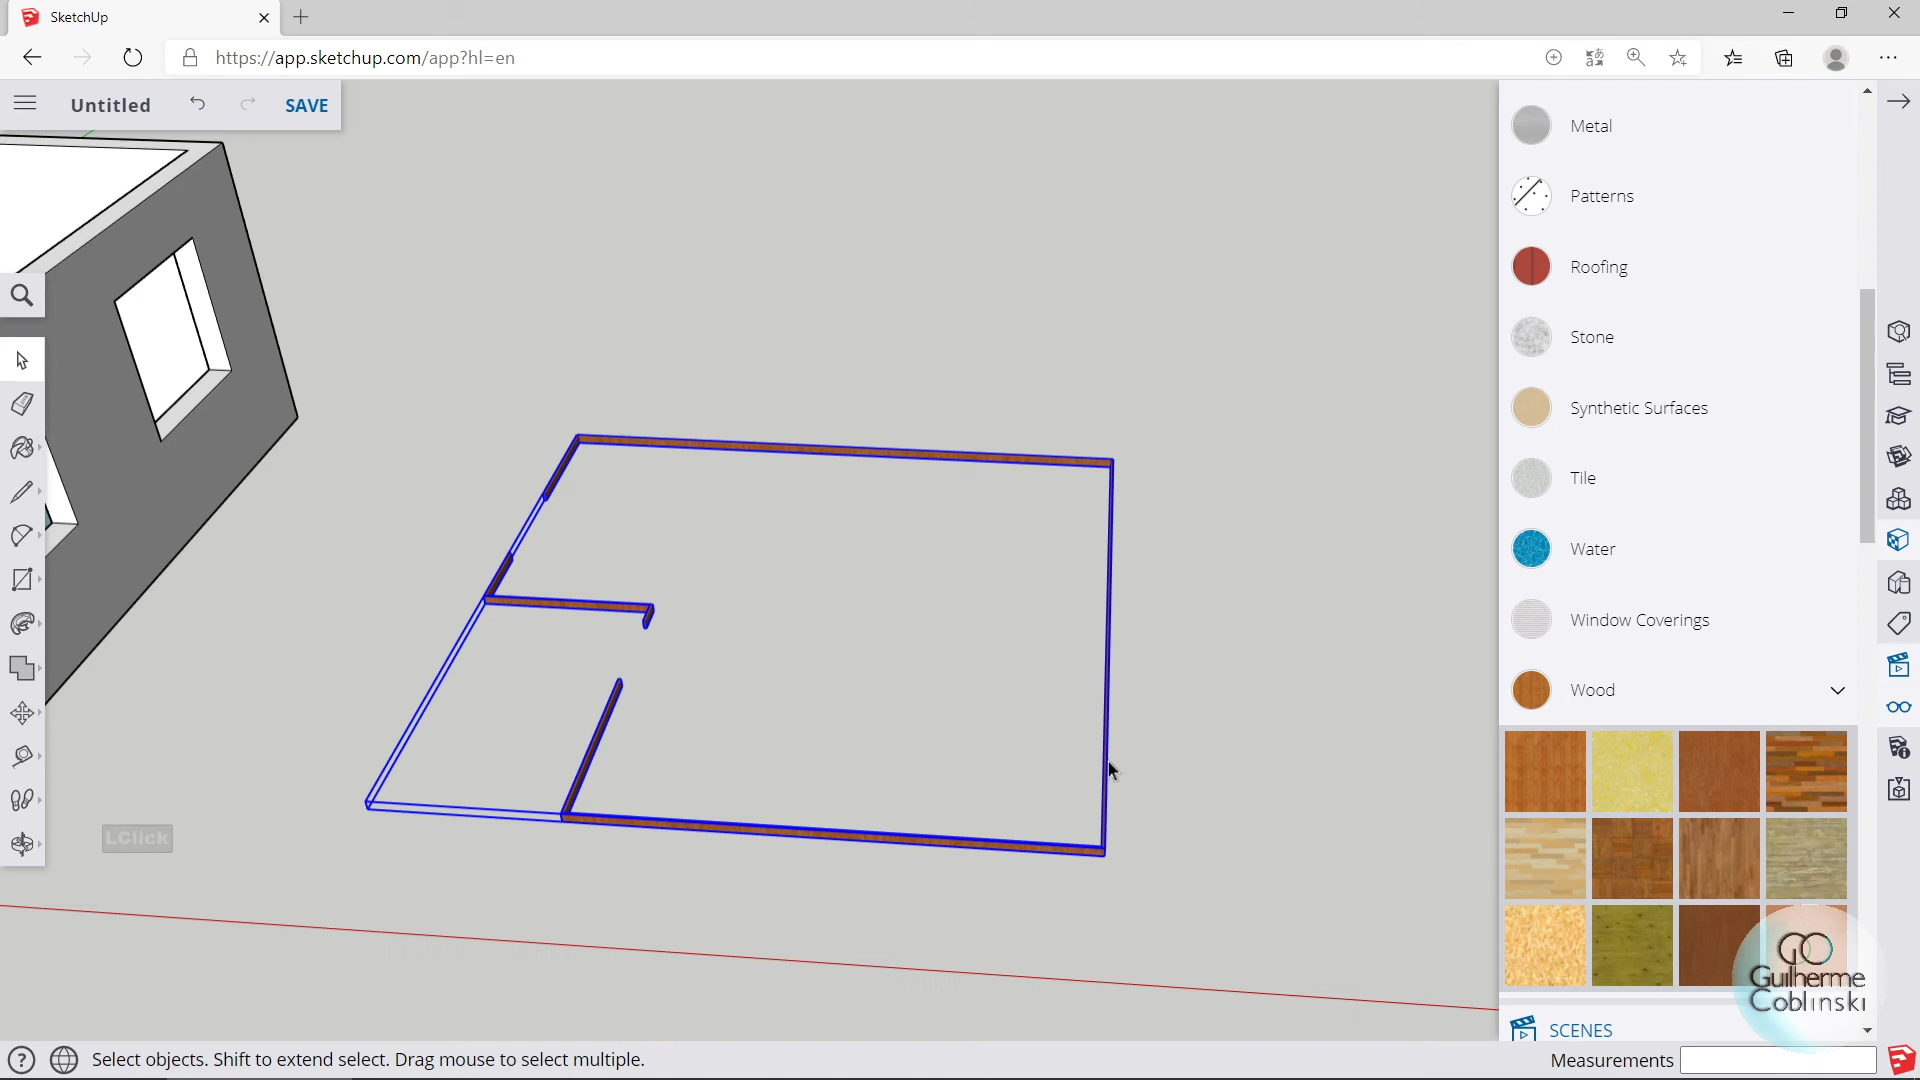 SketchUp
https://app.sketchup.com/app?hl=en
Untitled
SAVE
Metal
Patterns
Roofing
Stone
Synthetic Surfaces
Tile
Water
Window Coverings
Wood
LClick
Guilherme
Coblinski
SCENES
Select objects. Shift to extend select. Drag mouse to select multiple.
Measurements